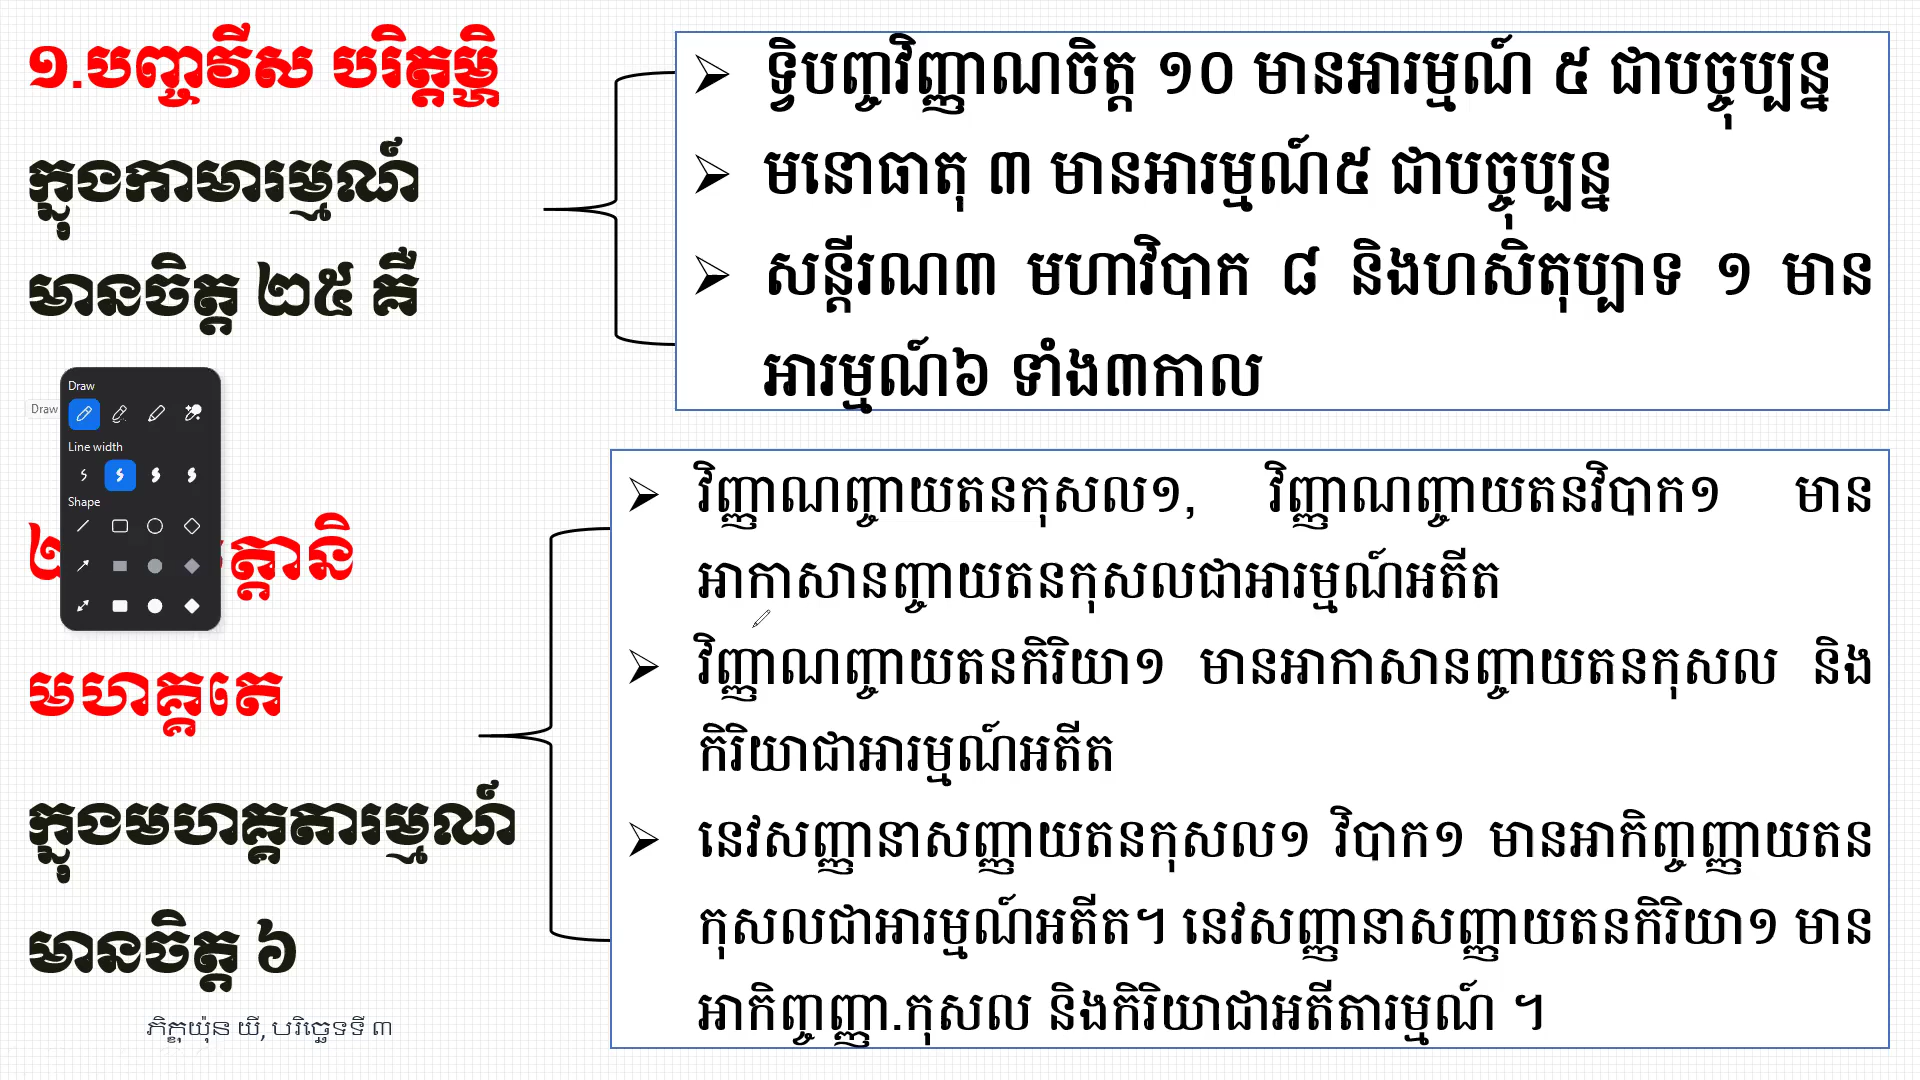 ១.បញ្ចវីស បរិត្តម្ហិ
ក្នុងកាមារម្មណ៍
មានចិត្ត ២៥ គឺ
ទ្វិបញ្ចវិញ្ញាណចិត្ត ១០ មានអារម្មណ៍ ៥ ជាបច្ចុប្បន្ន
មនោធាតុ ៣ មានអារម្មណ៍៥ ជាបច្ចុប្បន្ន
សន្តីរណ៣ មហាវិបាក ៨ និងហសិតុប្បាទ ១ មាន
អារម្មណ៍៦ ទាំង៣កាល
Draw
Draw
Line width
Shape
ត្តានិ
មហគ្គតេ
ក្នុងមហគ្គតារម្មណ៍
មានចិត្ត ៦
វិញ្ញាណញ្ចាយតនកុសល១, វិញ្ញាណញ្ចាយតនវិបាក១ មាន
អាកាសានញ្ចាយតនកុសលជាអារម្មណ៍អតីត
វិញ្ញាណញ្ចាយតនកិរិយា១ មានអាកាសានញ្ចាយតនកុសល និង
កិរិយាជាអារម្មណ៍អតីត
នេវសញ្ញានាសញ្ញាយតនកុសល១ វិបាក១ មានអាកិញ្ចញ្ញាយតន
កុសលជាអារម្មណ៍អតីត។ នេវសញ្ញានាសញ្ញាយតនកិរិយា១ មាន
អាកិញ្ចញ្ញា.កុសល និងកិរិយាជាអតីតារម្មណ៍ ។
ភិក្ខុយ៉ុន យី, បរិច្ឆេទទី ៣